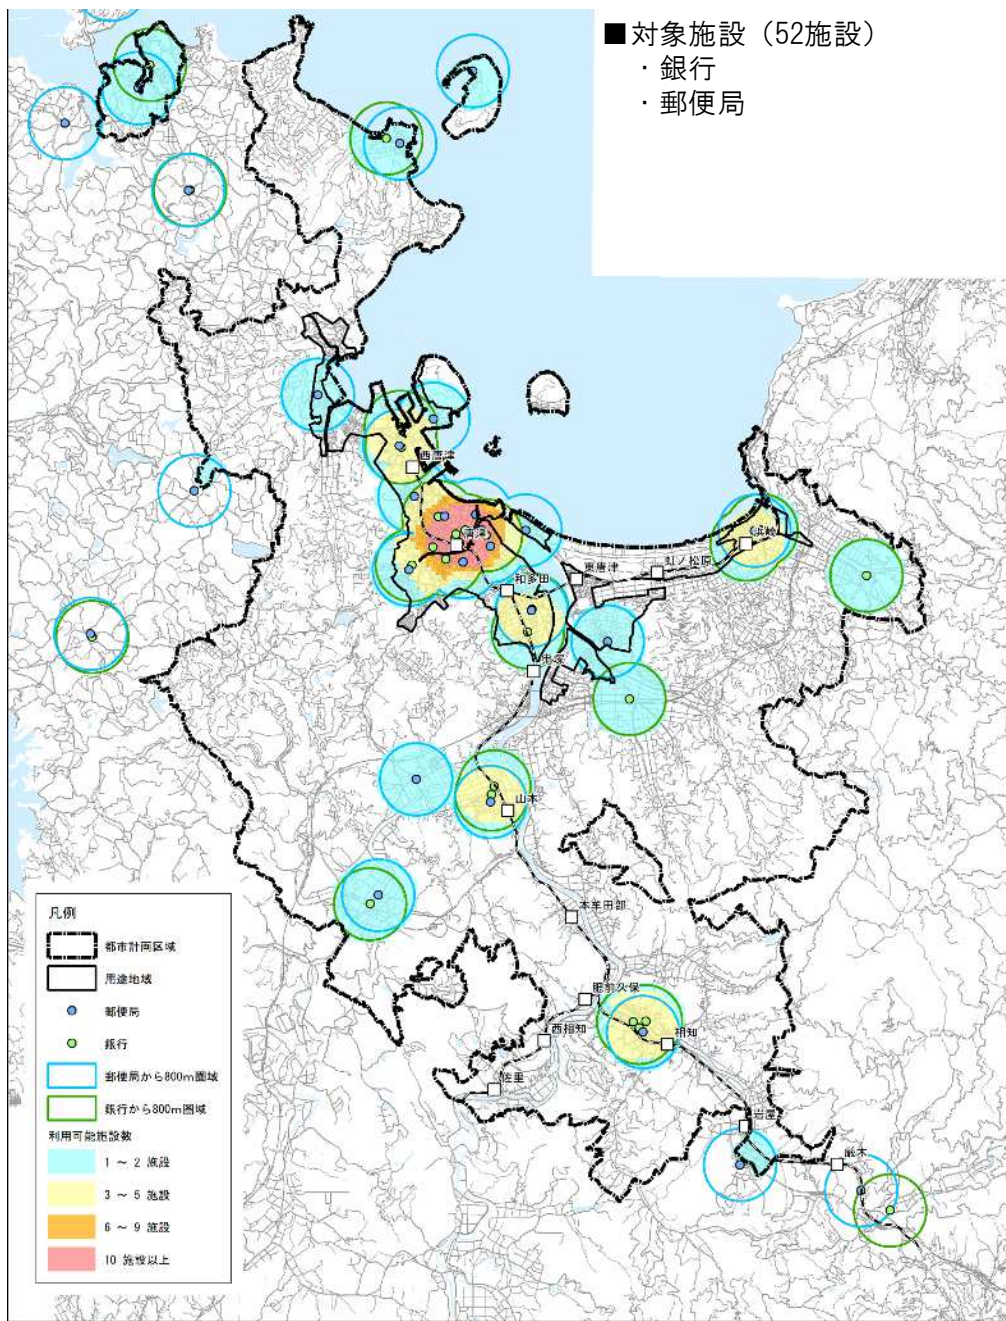 ■対象施設（52施設）
・銀行
・郵便局
西唐津
唐津
浜崎
虹ノ松原
東唐津
和多田
鬼塚
山本
本牟田部
肥前久保
西相知
相知
佐里
岩屋
厳木
凡例
都市計画区域
用途地域
郵便局
銀行
郵便局から800m圏域
銀行から800m圏域
利用可能施設数
1 ～ 2 施設
3 ～ 5 施設
6 ～ 9 施設
10 施設以上